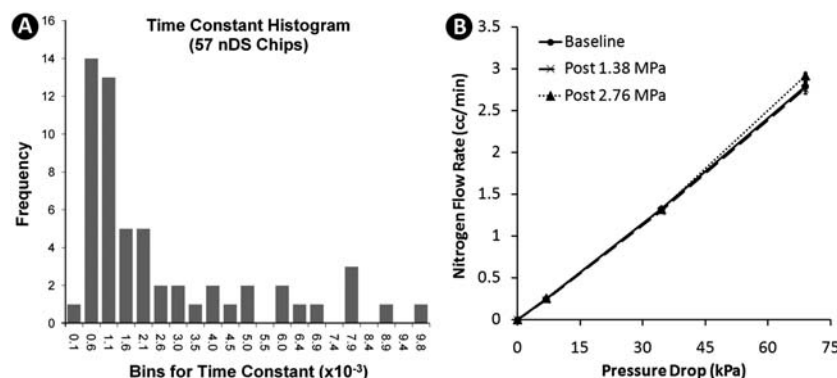 A
Time Constant Histogram
(57 nDS Chips)
Frequency
16
14
12
10
8
6
4
2
0
0.1 0.6 1.1 1.6 2.1 2.6 3.0 3.5 4.0 4.5 5.0 5.5 6.0 6.4 6.9 7.4 7.9 8.4 8.9 9.4 9.8
Bins for Time Constant (x10-3)
B
Baseline
Post 1.38 MPa
Post 2.76 MPa
Nitrogen Flow Rate (cc/min)
3.5
3
2.5
2
1.5
1
0.5
0
0 15 30 45 60 75
Pressure Drop (kPa)